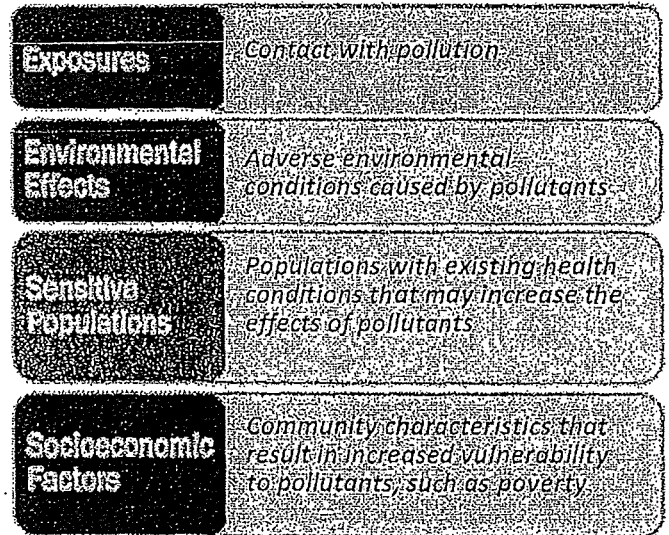 Exposures
Contact with pollution
Environmental
Effects
Adverse environmental
conditions caused by pollutants
Sensitive
Populations
Populations with existing health
conditions that may increase the
effects of pollutants
Socioeconomic
Factors
Community characteristics that
result in increased vulnerability
to pollutants, such as poverty